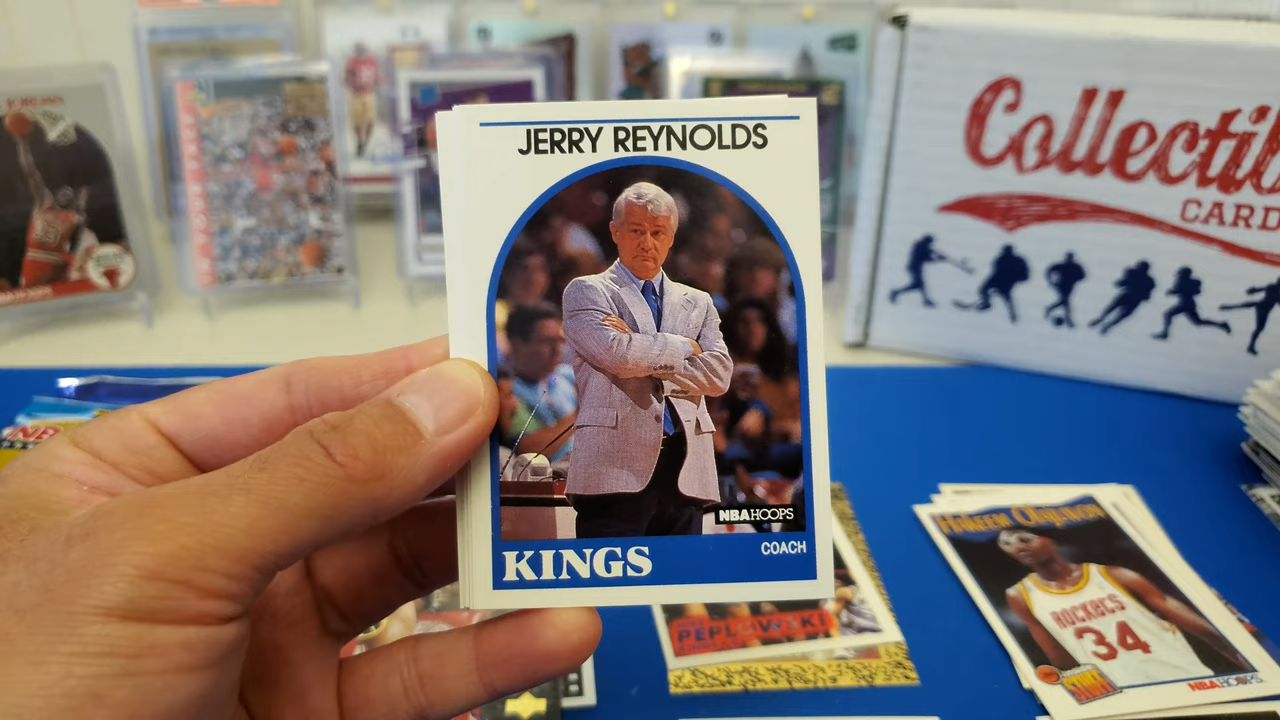 JERRY REYNOLDS
NBA HOOPS
KINGS
COACH
Collectib
CARD
Hakeem Olajuwon
ROCKETS
34
NBA HOOPS
PEPLOWSKI